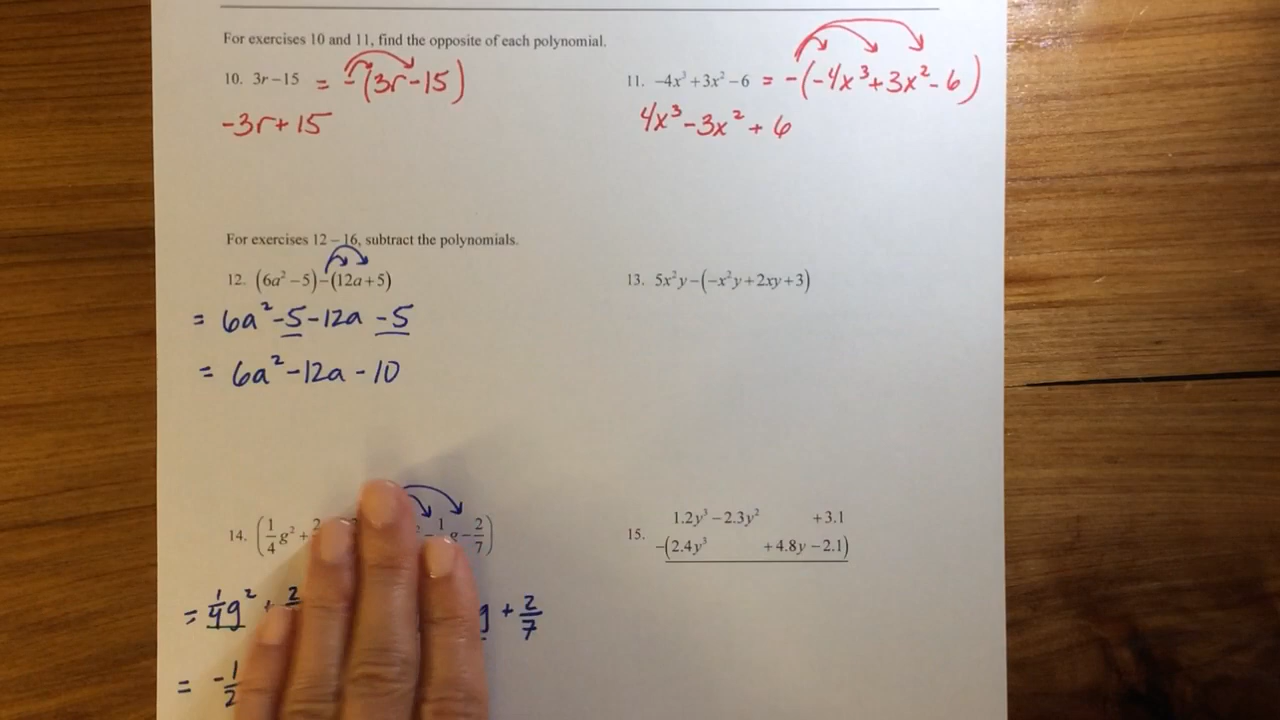 For exercises 10 and 11, find the opposite of each polynomial.
10. 3r − 15 = −(3r − 15)
−3r + 15
11. −4x³ + 3x² − 6 = −(−4x³ + 3x² − 6)
4x³ − 3x² + 6
For exercises 12 – 16, subtract the polynomials.
12. (6a² − 5) − (12a + 5)
= 6a² − 5 − 12a − 5
= 6a² − 12a − 10
13. 5x²y − (−x²y + 2xy + 3)
14. (1/4 g² + 2 − 1/ g − 2/7)
= 1/4 g² + 2 g + 2/7
= −1/2
15. 1.2y³ − 2.3y² + 3.1
−(2.4y³ + 4.8y − 2.1)